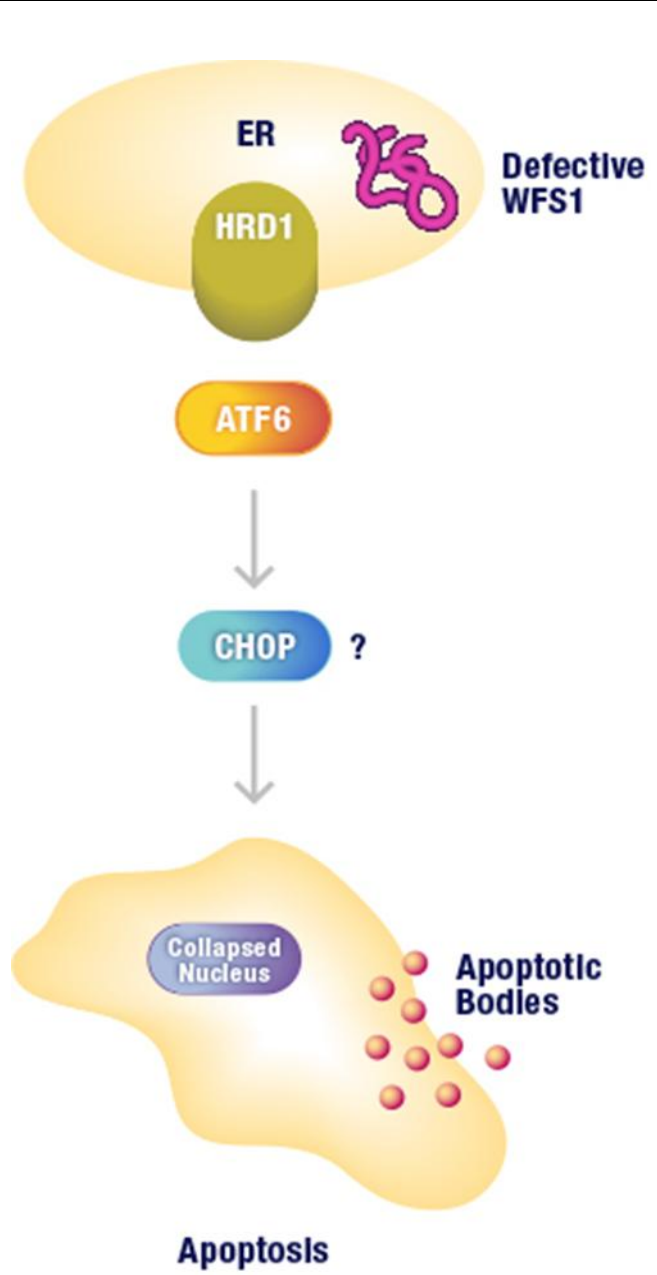 ER
Defective
WFS1
HRD1
ATF6
CHOP ?
Collapsed
Nucleus
Apoptotic
Bodies
Apoptosis